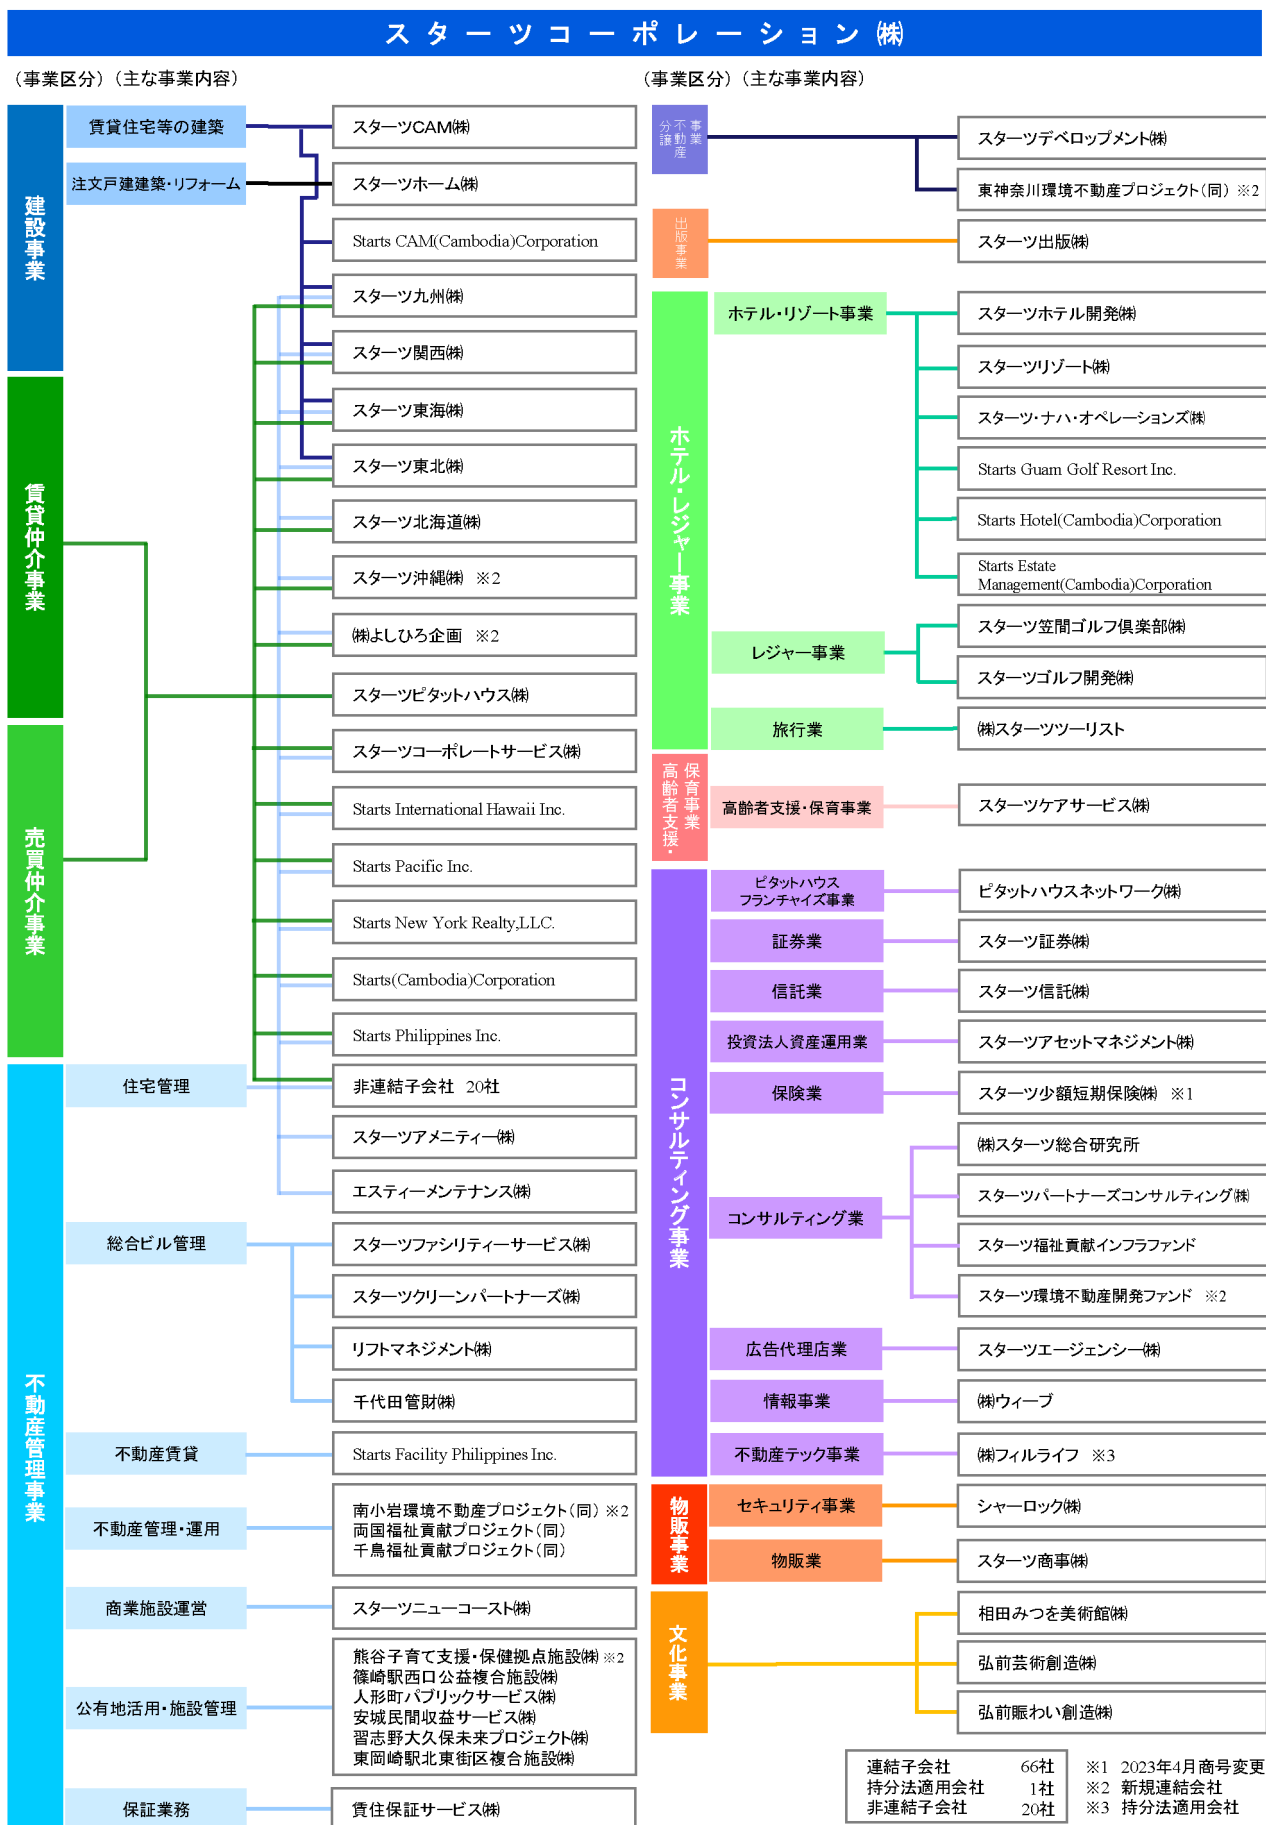 スターツコーポレーション㈱
（事業区分）（主な事業内容）
建設事業
賃貸住宅等の建築
スターツCAM㈱
注文戸建建築・リフォーム
スターツホーム㈱
Starts CAM(Cambodia)Corporation
スターツ九州㈱
スターツ関西㈱
スターツ東海㈱
スターツ東北㈱
賃貸仲介事業
スターツ北海道㈱
スターツ沖縄㈱　※2
㈱よしひろ企画　※2
スターツピタットハウス㈱
売買仲介事業
スターツコーポレートサービス㈱
Starts International Hawaii Inc.
Starts Pacific Inc.
Starts New York Realty,LLC.
Starts(Cambodia)Corporation
Starts Philippines Inc.
不動産管理事業
住宅管理
非連結子会社　20社
スターツアメニティー㈱
エスティーメンテナンス㈱
総合ビル管理
スターツファシリティーサービス㈱
スターツクリーンパートナーズ㈱
リフトマネジメント㈱
千代田管財㈱
不動産賃貸
Starts Facility Philippines Inc.
不動産管理・運用
南小岩環境不動産プロジェクト（同）※2
両国福祉貢献プロジェクト（同）
千鳥福祉貢献プロジェクト（同）
商業施設運営
スターツニューコースト㈱
公有地活用・施設管理
熊谷子育て支援・保健拠点施設㈱ ※2
篠崎駅西口公益複合施設㈱
人形町パブリックサービス㈱
安城民間収益サービス㈱
習志野大久保未来プロジェクト㈱
東岡崎駅北東街区複合施設㈱
保証業務
賃住保証サービス㈱
（事業区分）（主な事業内容）
分譲
不動産
事業
スターツデベロップメント㈱
東神奈川環境不動産プロジェクト（同）※2
出版事業
スターツ出版㈱
ホテル・レジャー事業
ホテル・リゾート事業
スターツホテル開発㈱
スターツリゾート㈱
スターツ・ナハ・オペレーションズ㈱
Starts Guam Golf Resort Inc.
Starts Hotel(Cambodia)Corporation
Starts Estate
Management(Cambodia)Corporation
レジャー事業
スターツ笠間ゴルフ倶楽部㈱
スターツゴルフ開発㈱
旅行業
㈱スターツツーリスト
高齢者支援・
保育事業
高齢者支援・保育事業
スターツケアサービス㈱
コンサルティング事業
ピタットハウス
フランチャイズ事業
ピタットハウスネットワーク㈱
証券業
スターツ証券㈱
信託業
スターツ信託㈱
投資法人資産運用業
スターツアセットマネジメント㈱
保険業
スターツ少額短期保険㈱　※1
コンサルティング業
㈱スターツ総合研究所
スターツパートナーズコンサルティング㈱
スターツ福祉貢献インフラファンド
スターツ環境不動産開発ファンド　※2
広告代理店業
スターツエージェンシー㈱
情報事業
㈱ウィーブ
不動産テック事業
㈱フィルライフ　※3
物販事業
セキュリティ事業
シャーロック㈱
物販業
スターツ商事㈱
文化事業
相田みつを美術館㈱
弘前芸術創造㈱
弘前賑わい創造㈱
連結子会社　66社
持分法適用会社　1社
非連結子会社　20社
※1　2023年4月商号変更
※2　新規連結会社
※3　持分法適用会社